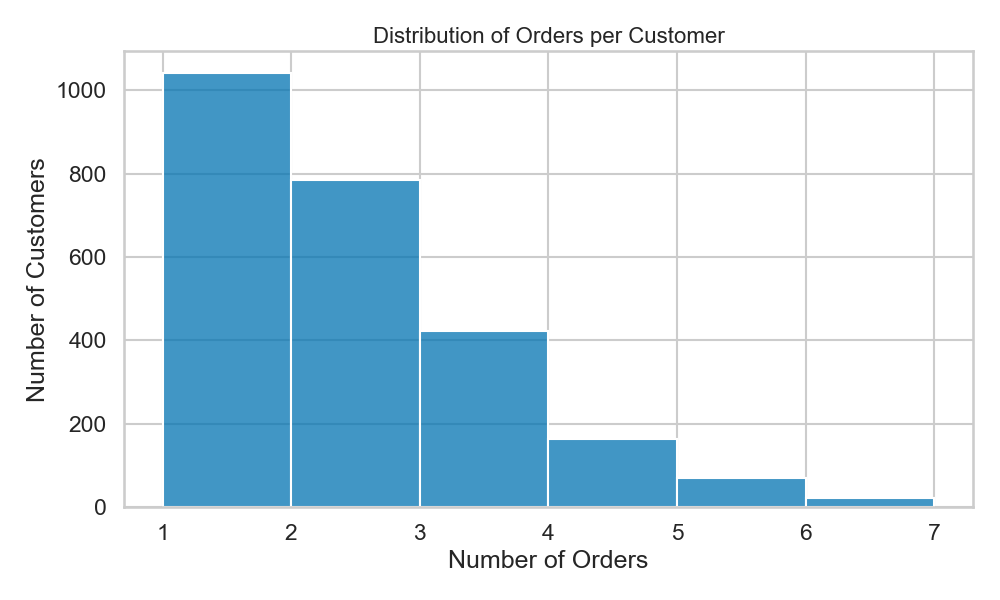 Distribution of Orders per Customer
Number of Customers
1000
800
600
400
200
0
1 2 3 4 5 6 7
Number of Orders